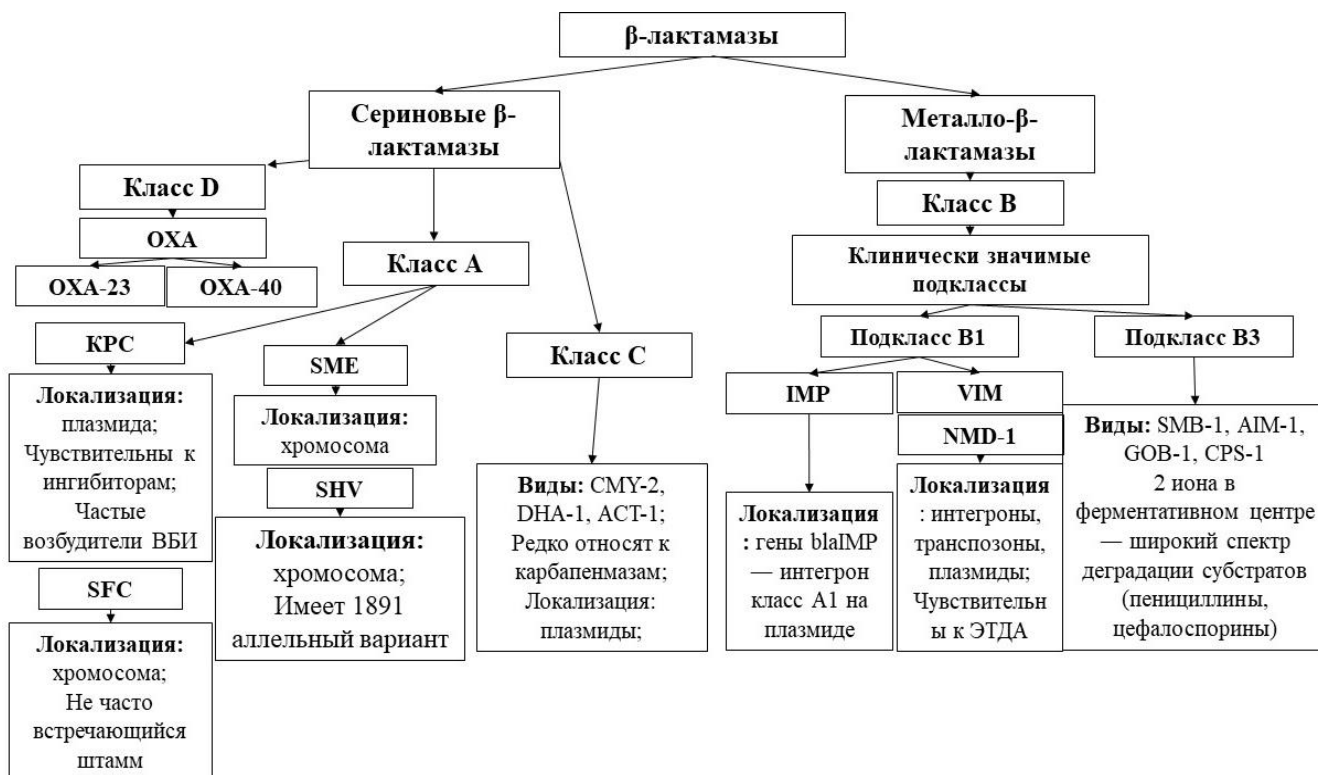 β-лактамазы
Сериновые β-
лактамазы
Металло-β-
лактамазы
Класс D
Класс B
OXA
Класс A
Клинически значимые
подклассы
OXA-23
OXA-40
KPC
SME
Класс C
Подкласс B1
Подкласс B3
IMP
VIM
NMD-1
Локализация:
плазмида;
Чувствительны к
ингибиторам;
Частые
возбудители ВБИ
Локализация:
хромосома
SHV
Локализация:
хромосома;
Имеет 1891
аллельный вариант
SFC
Локализация:
хромосома;
Не часто
встречающийся
штамм
Виды: CMY-2,
DHA-1, ACT-1;
Редко относят к
карбапенмазам;
Локализация:
плазмиды;
Локализация
: гены blaIMP
— интегрон
класс A1 на
плазмиде
Локализация
: интегроны,
транспозоны,
плазмиды;
Чувствительн
ы к ЭТДА
Виды: SMB-1, AIM-1,
GOB-1, CPS-1
2 иона в
ферментативном центре
— широкий спектр
деградации субстратов
(пенициллины,
цефалоспорины)